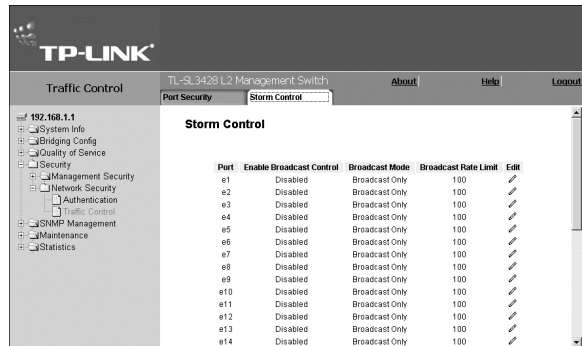 TP-LINK
Traffic Control
TL-SL3428 L2 Management Switch About Help Logout
Port Security Storm Control
192.168.1.1
System Info
Bridging Config
Quality of Service
Security
Management Security
Network Security
Authentication
Traffic Control
SNMP Management
Maintenance
Statistics
Storm Control
Port Enable Broadcast Control Broadcast Mode Broadcast Rate Limit Edit
e1 Disabled Broadcast Only 100
e2 Disabled Broadcast Only 100
e3 Disabled Broadcast Only 100
e4 Disabled Broadcast Only 100
e5 Disabled Broadcast Only 100
e6 Disabled Broadcast Only 100
e7 Disabled Broadcast Only 100
e8 Disabled Broadcast Only 100
e9 Disabled Broadcast Only 100
e10 Disabled Broadcast Only 100
e11 Disabled Broadcast Only 100
e12 Disabled Broadcast Only 100
e13 Disabled Broadcast Only 100
e14 Disabled Broadcast Only 100